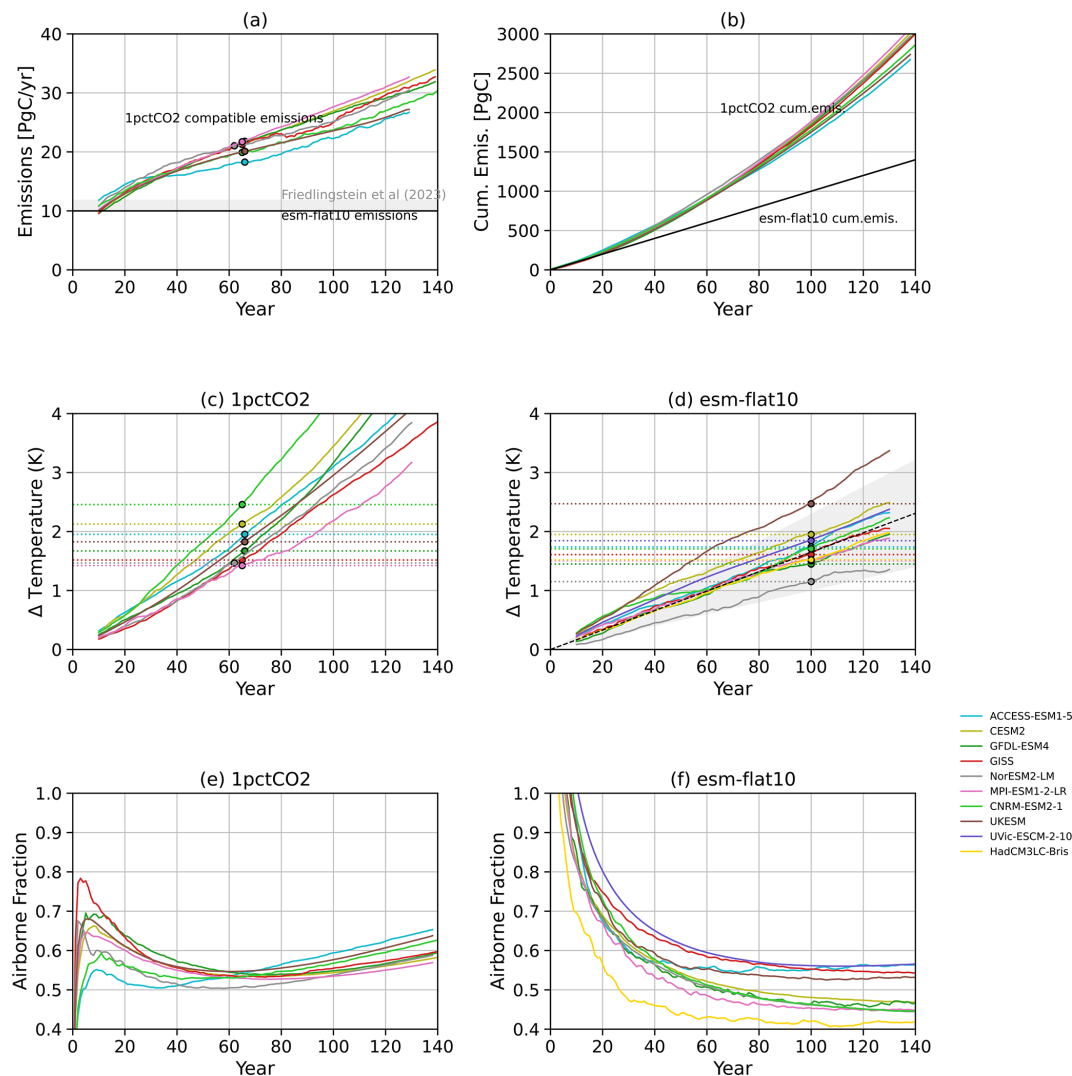 (a)
Emissions [PgC/yr]
40
30
20
10
0
1pctCO2 compatible emissions
Friedlingstein et al (2023)
esm-flat10 emissions
0 20 40 60 80 100 120 140
Year
(b)
Cum. Emis. [PgC]
3000
2500
2000
1500
1000
500
0
1pctCO2 cum.emis.
esm-flat10 cum.emis.
0 20 40 60 80 100 120 140
Year
(c) 1pctCO2
Δ Temperature (K)
4
3
2
1
0
0 20 40 60 80 100 120 140
Year
(d) esm-flat10
Δ Temperature (K)
4
3
2
1
0
0 20 40 60 80 100 120 140
Year
ACCESS-ESM1-5
CESM2
GFDL-ESM4
GISS
NorESM2-LM
MPI-ESM1-2-LR
CNRM-ESM2-1
UKESM
UVic-ESCM-2-10
HadCM3LC-Bris
(e) 1pctCO2
Airborne Fraction
1.0
0.9
0.8
0.7
0.6
0.5
0.4
0 20 40 60 80 100 120 140
Year
(f) esm-flat10
Airborne Fraction
1.0
0.9
0.8
0.7
0.6
0.5
0.4
0 20 40 60 80 100 120 140
Year